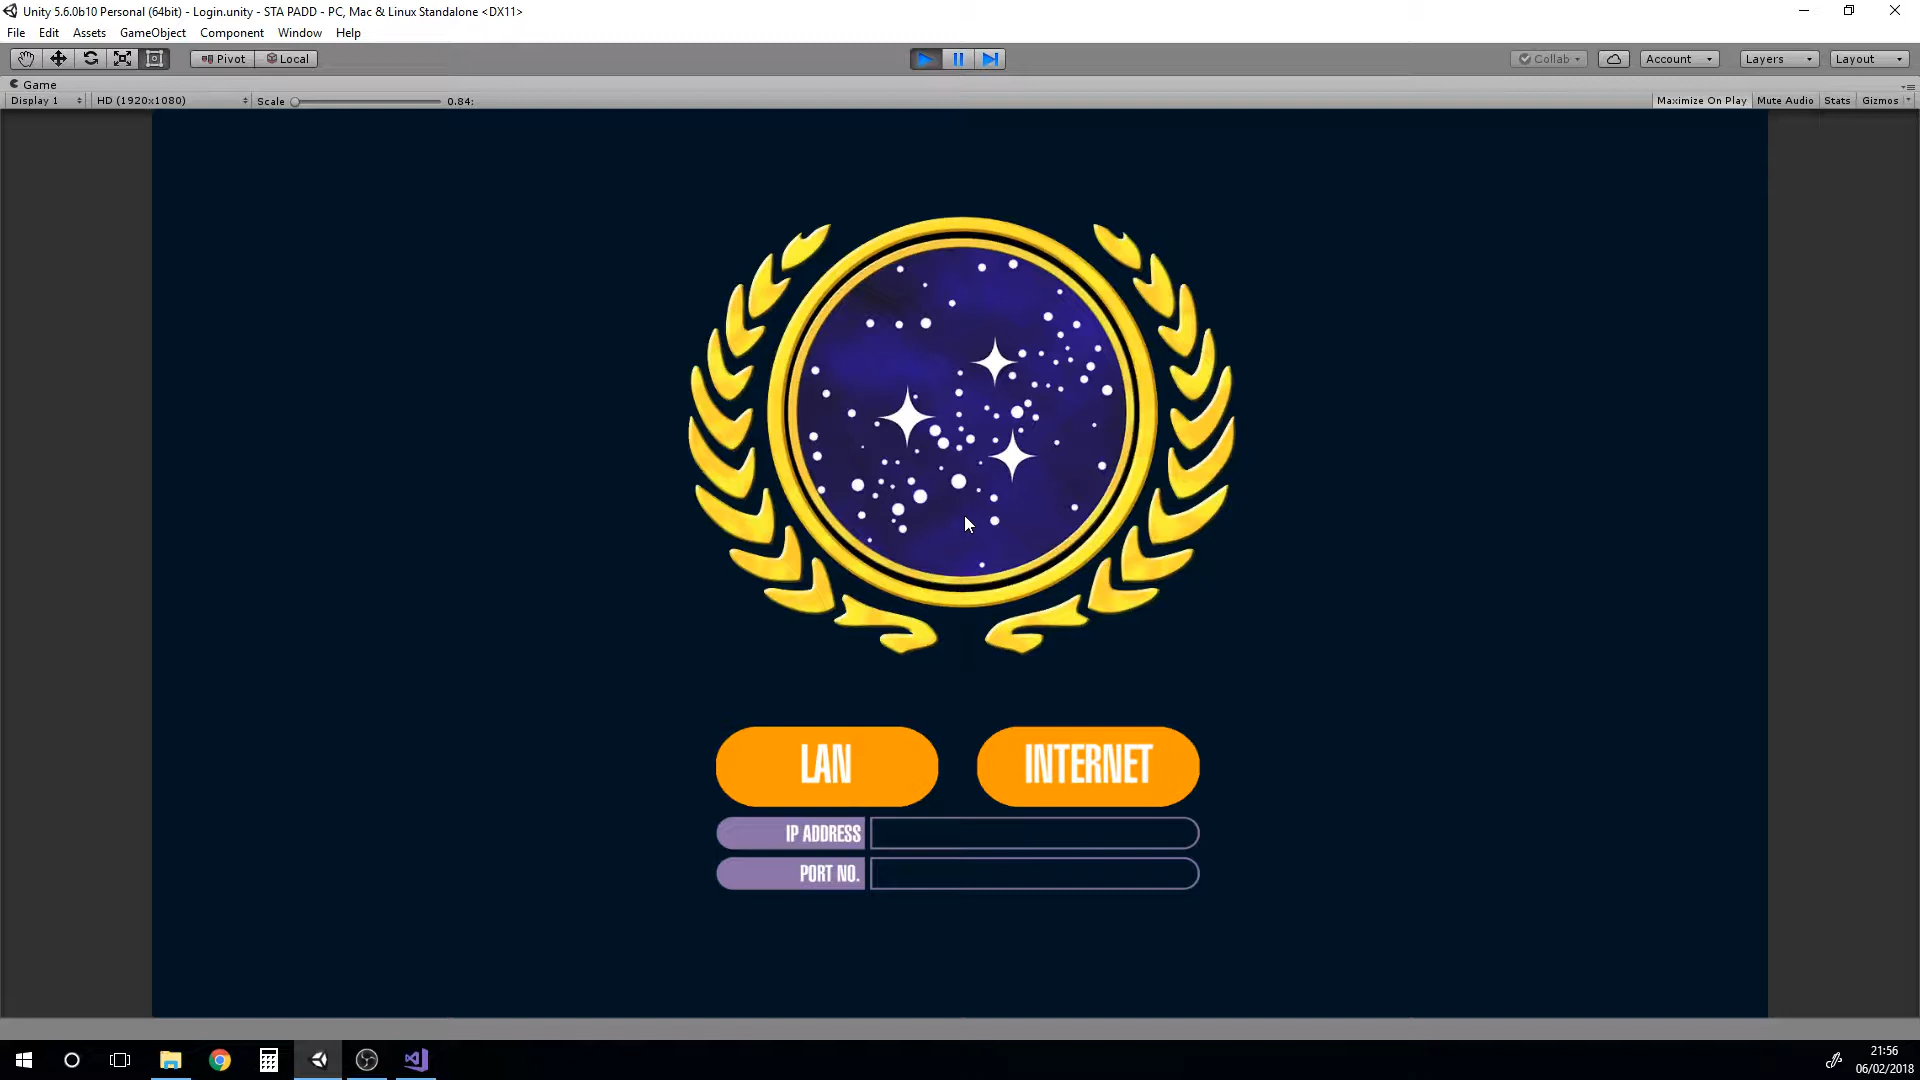 Unity 5.6.0b10 Personal (64bit) - Login.unity - STA PADD - PC, Mac & Linux Standalone <DX11>
File Edit Assets GameObject Component Window Help
Pivot Local Collab Account Layers Layout
Game
Display 1 HD (1920x1080) Scale 0.84: Maximize On Play Mute Audio Stats Gizmos
LAN INTERNET
IP ADDRESS
PORT NO.
21:56
06/02/2018